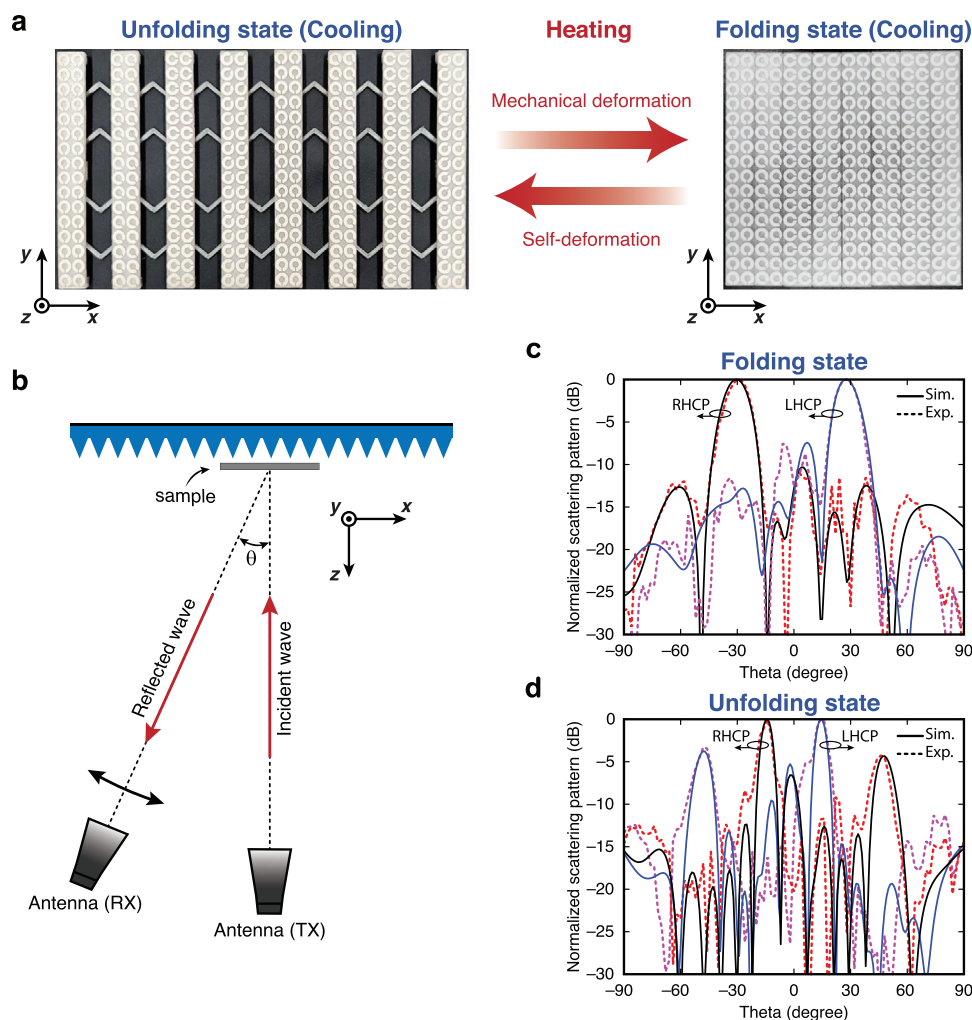 a
Unfolding state (Cooling)
Heating
Folding state (Cooling)
Mechanical deformation
Self-deformation
y
z
x
y
z
x
b
sample
θ
y
x
z
Reflected wave
Incident wave
Antenna (RX)
Antenna (TX)
c
Folding state
Normalized scattering pattern (dB)
0
−5
−10
−15
−20
−25
−30
RHCP
LHCP
Sim.
Exp.
−90
−60
−30
0
30
60
90
Theta (degree)
d
Unfolding state
Normalized scattering pattern (dB)
0
−5
−10
−15
−20
−25
−30
RHCP
LHCP
Sim.
Exp.
−90
−60
−30
0
30
60
90
Theta (degree)